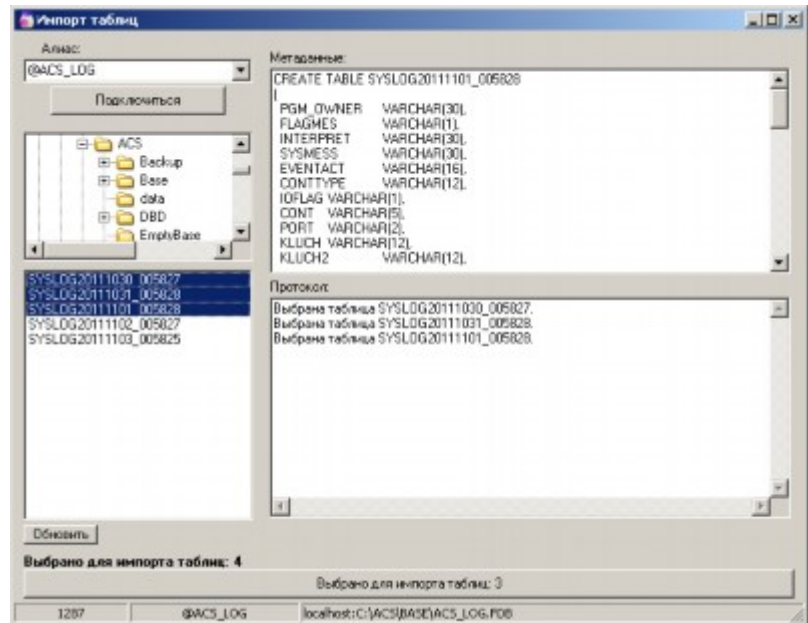 Импорт таблиц
Алиас:
@ACS_LOG
Подключиться
ACS
Backup
Base
data
DBD
EmptyBase
SYSLOG20111030_005827
SYSLOG20111031_005828
SYSLOG20111101_005828
SYSLOG20111102_005827
SYSLOG20111103_005825
Обновить
Метаданные:
CREATE TABLE SYSLOG20111101_005828
(
PGM_OWNER VARCHAR(30),
FLAGMES VARCHAR(1),
INTERPRET VARCHAR(30),
SYSMESS VARCHAR(30),
EVENTACT VARCHAR(16),
CONTTYPE VARCHAR(12),
IOFLAG VARCHAR(1),
CONT VARCHAR(5),
PORT VARCHAR(2),
KLUCH VARCHAR(12),
KLUCH2 VARCHAR(12),
Протокол:
Выбрана таблица SYSLOG20111030_005827.
Выбрана таблица SYSLOG20111031_005828.
Выбрана таблица SYSLOG20111101_005828.
Выбрано для импорта таблиц: 4
Выбрано для импорта таблиц: 3
1287 @ACS_LOG localhost:C:\ACS\BASE\ACS_LOG.FDB